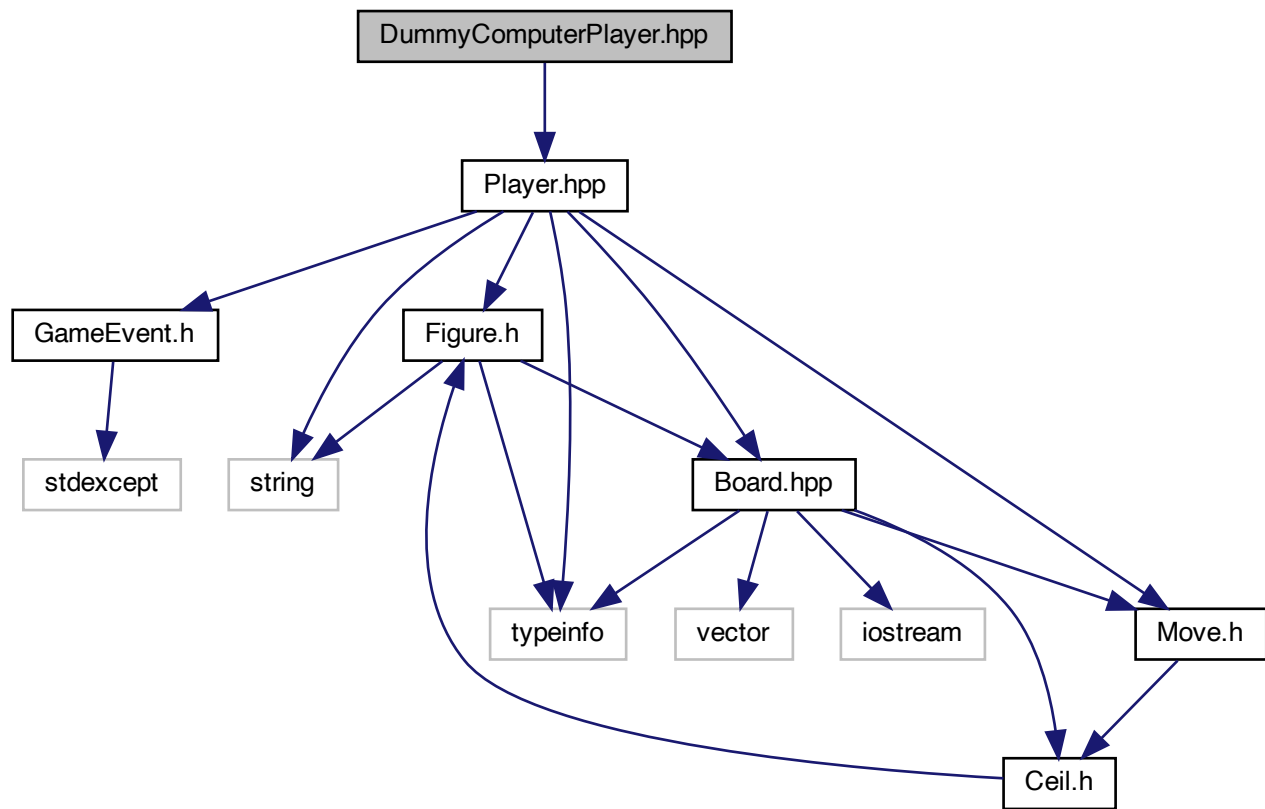 DummyComputerPlayer.hpp
Player.hpp
GameEvent.h
Figure.h
stdexcept
string
Board.hpp
typeinfo
vector
iostream
Move.h
Ceil.h